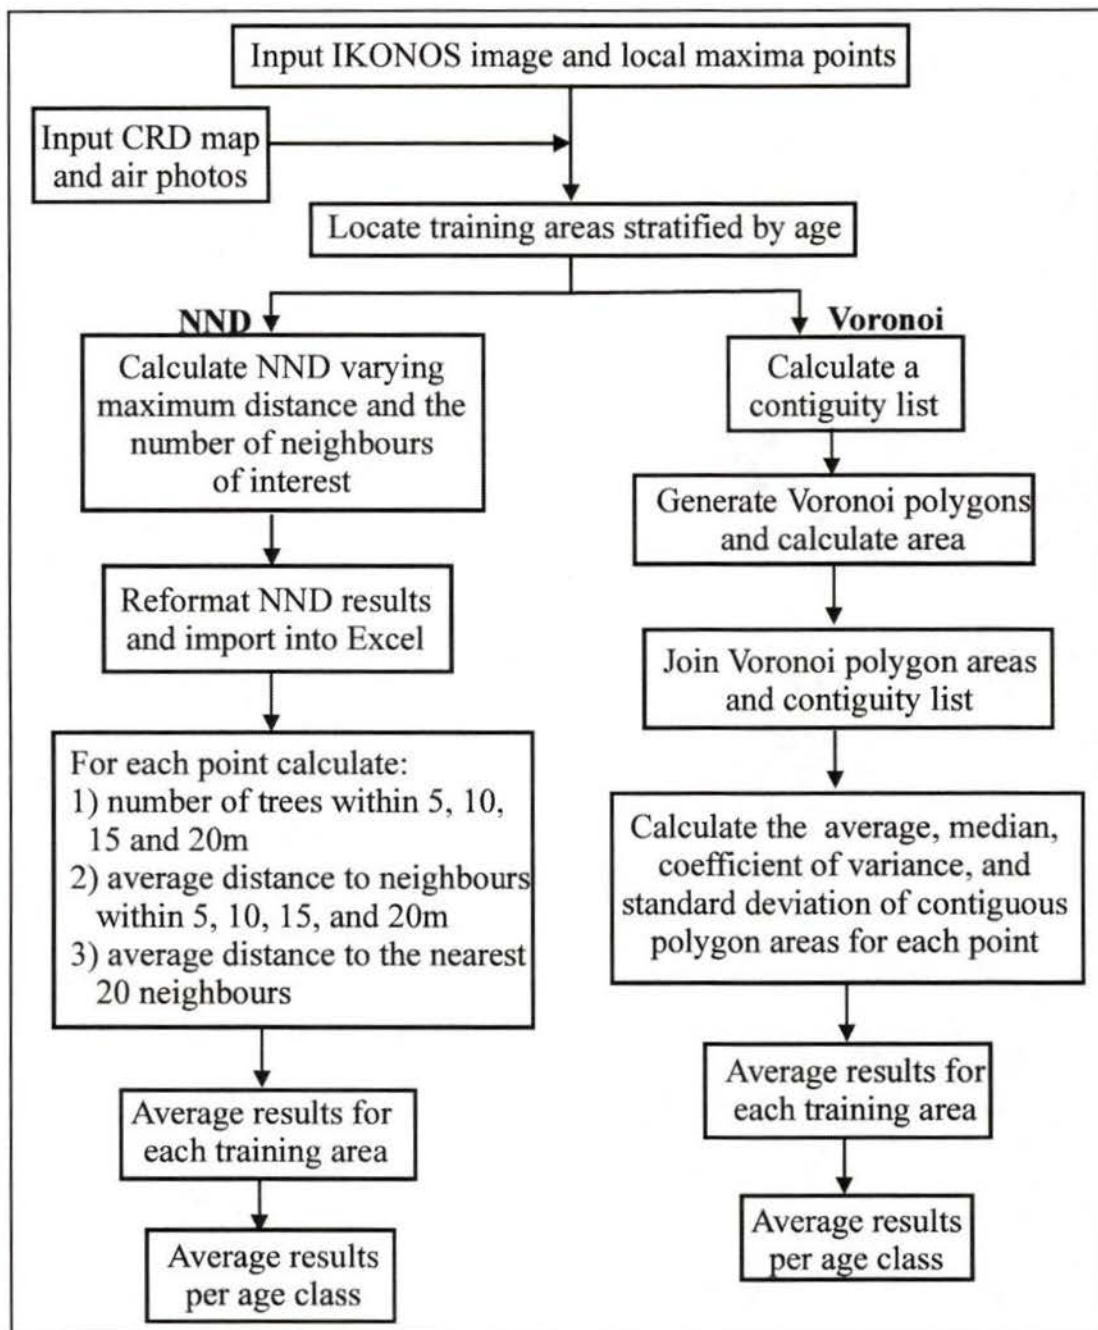 Input IKONOS image and local maxima points
Input CRD map
and air photos
Locate training areas stratified by age
NND
Calculate NND varying
maximum distance and the
number of neighbours
of interest
Reformat NND results
and import into Excel
For each point calculate:
1) number of trees within 5, 10,
15 and 20m
2) average distance to neighbours
within 5, 10, 15, and 20m
3) average distance to the nearest
20 neighbours
Average results for
each training area
Average results
per age class
Voronoi
Calculate a
contiguity list
Generate Voronoi polygons
and calculate area
Join Voronoi polygon areas
and contiguity list
Calculate the average, median,
coefficient of variance, and
standard deviation of contiguous
polygon areas for each point
Average results for
each training area
Average results
per age class